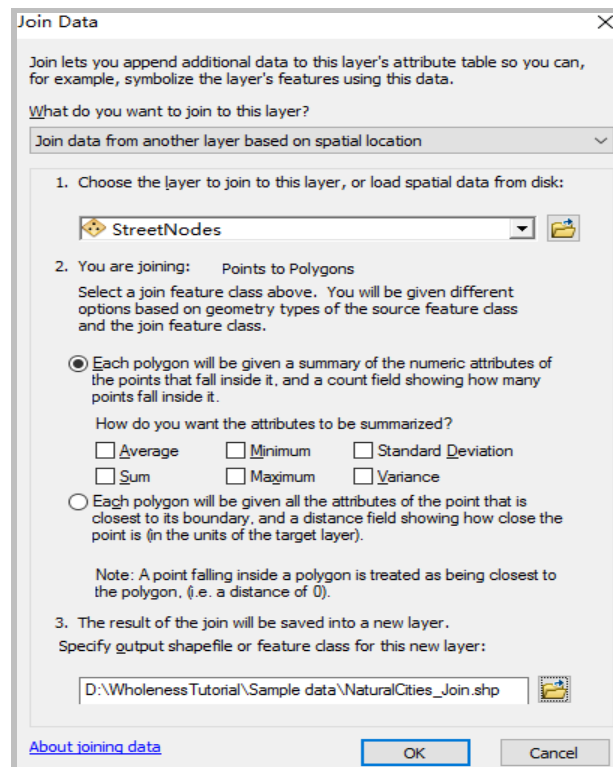 Join Data
Join lets you append additional data to this layer's attribute table so you can,
for example, symbolize the layer's features using this data.
What do you want to join to this layer?
Join data from another layer based on spatial location
1. Choose the layer to join to this layer, or load spatial data from disk:
StreetNodes
2. You are joining: Points to Polygons
Select a join feature class above. You will be given different
options based on geometry types of the source feature class
and the join feature class.
Each polygon will be given a summary of the numeric attributes of
the points that fall inside it, and a count field showing how many
points fall inside it.
How do you want the attributes to be summarized?
Average Minimum Standard Deviation
Sum Maximum Variance
Each polygon will be given all the attributes of the point that is
closest to its boundary, and a distance field showing how close the
point is (in the units of the target layer).
Note: A point falling inside a polygon is treated as being closest to
the polygon, (i.e. a distance of 0).
3. The result of the join will be saved into a new layer.
Specify output shapefile or feature class for this new layer:
D:\WholenessTutorial\Sample data\NaturalCities_Join.shp
About joining data
OK Cancel